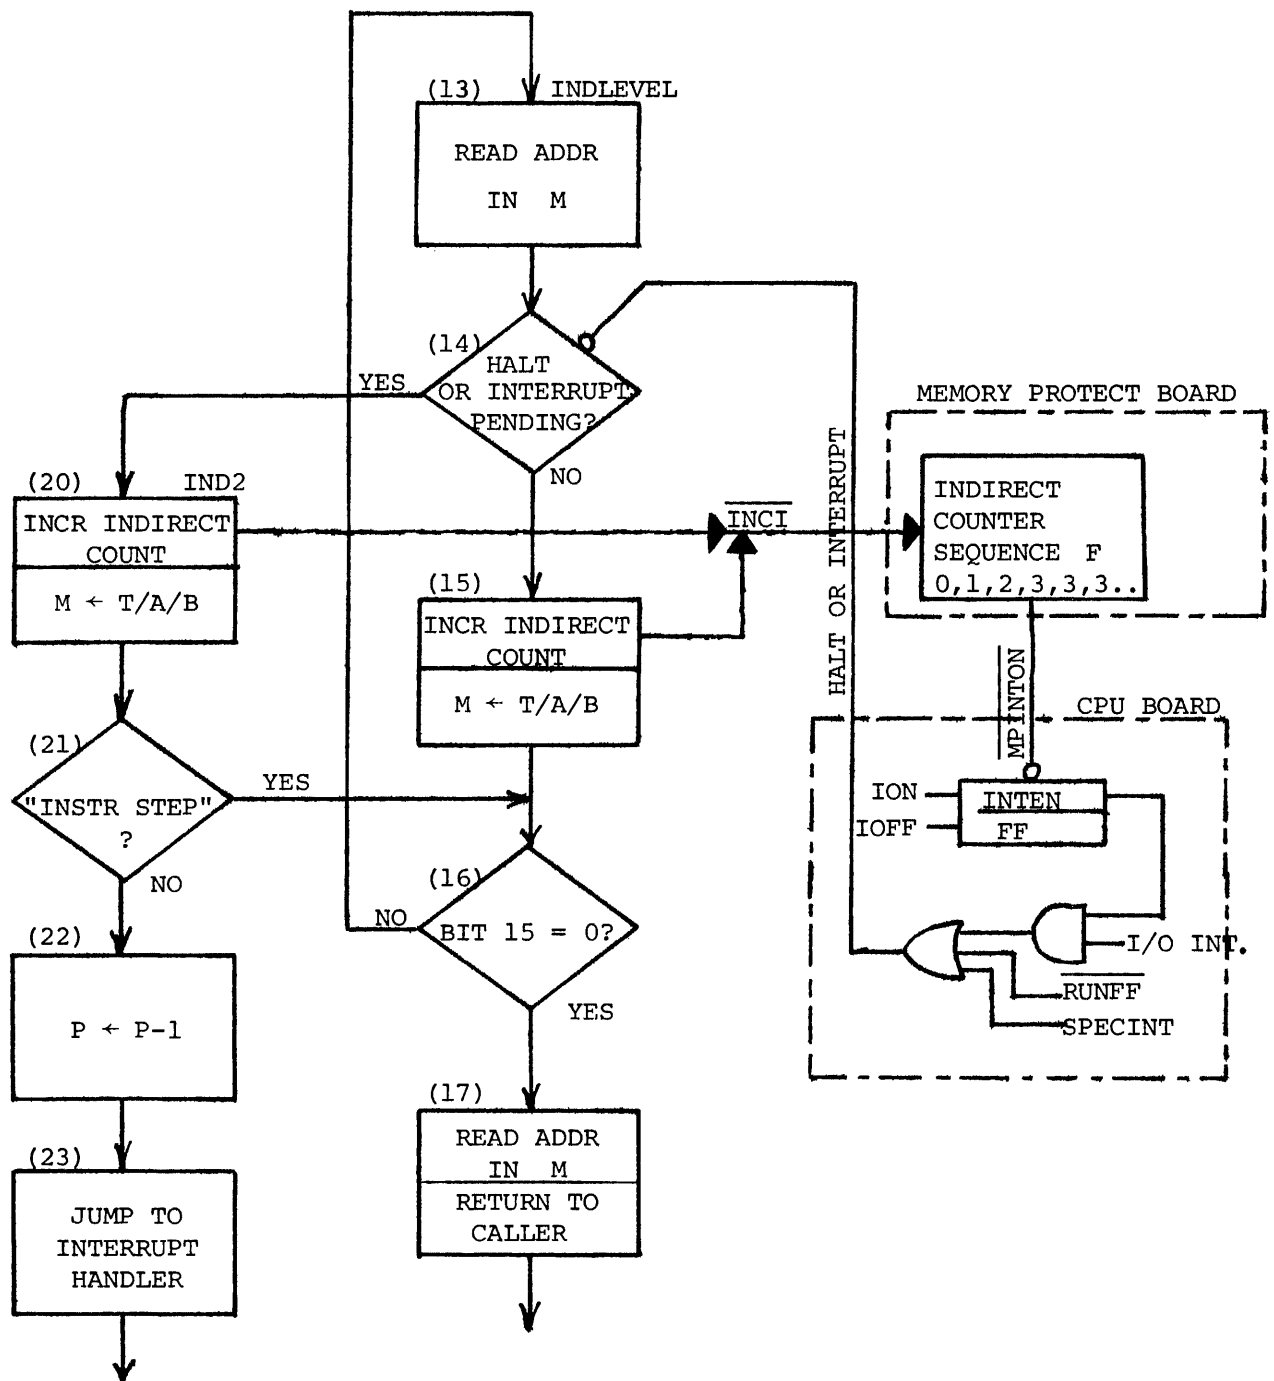 (13)
INDLEVEL
READ ADDR
IN M
(14)
HALT
OR INTERRUPT
PENDING?
YES
NO
(20)
IND2
INCR INDIRECT
COUNT
M ← T/A/B
INCI
(15)
INCR INDIRECT
COUNT
M ← T/A/B
HALT OR INTERRUPT
MEMORY PROTECT BOARD
INDIRECT
COUNTER
SEQUENCE F
0,1,2,3,3,3..
MPINTON
CPU BOARD
ION
IOFF
INTEN
FF
I/O INT.
RUNFF
SPECINT
(21)
"INSTR STEP"
?
YES
NO
(16)
BIT 15 = 0?
NO
YES
(22)
P ← P-1
(17)
READ ADDR
IN M
RETURN TO
CALLER
(23)
JUMP TO
INTERRUPT
HANDLER